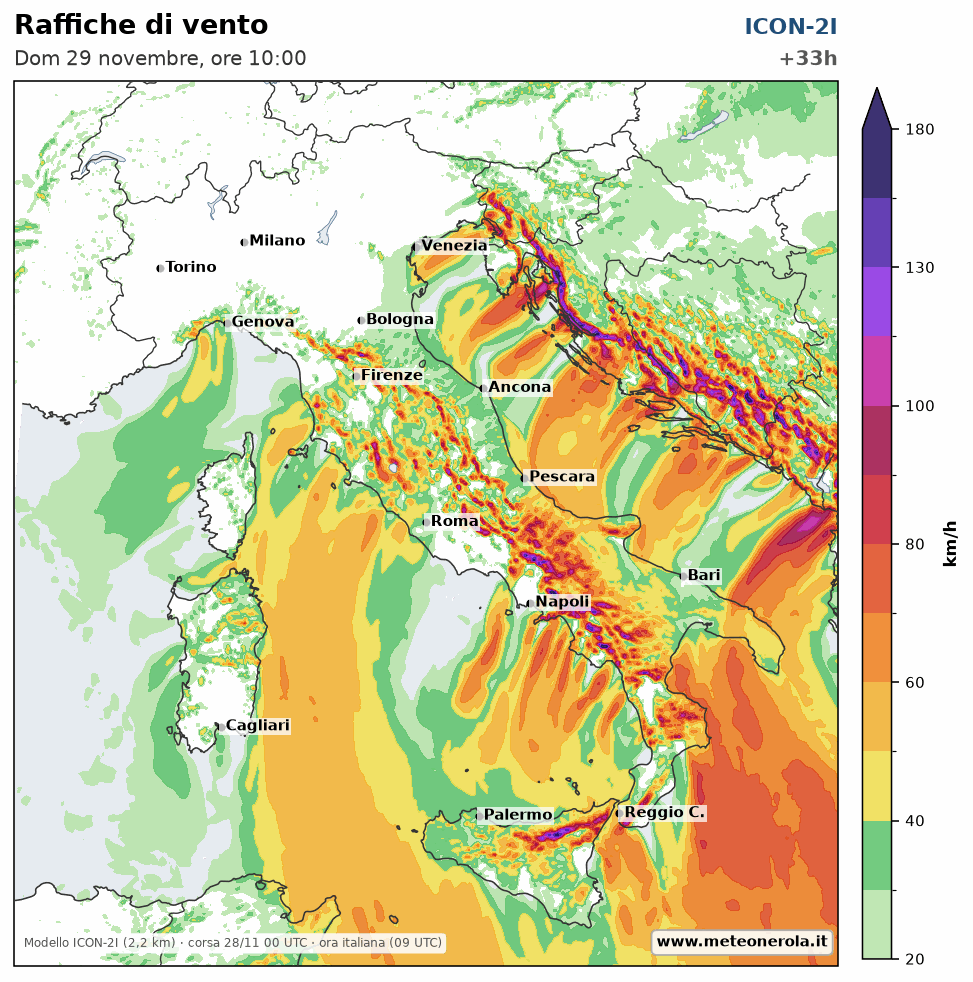 Raffiche di vento
ICON-2I
Dom 29 novembre, ore 10:00
+33h
180
130
100
80
60
40
20
km/h
Milano
Torino
Venezia
Genova
Bologna
Firenze
Ancona
Pescara
Roma
Bari
Napoli
Cagliari
Palermo
Reggio C.
Modello ICON-2I (2,2 km) · corsa 28/11 00 UTC · ora italiana (09 UTC)
www.meteonerola.it